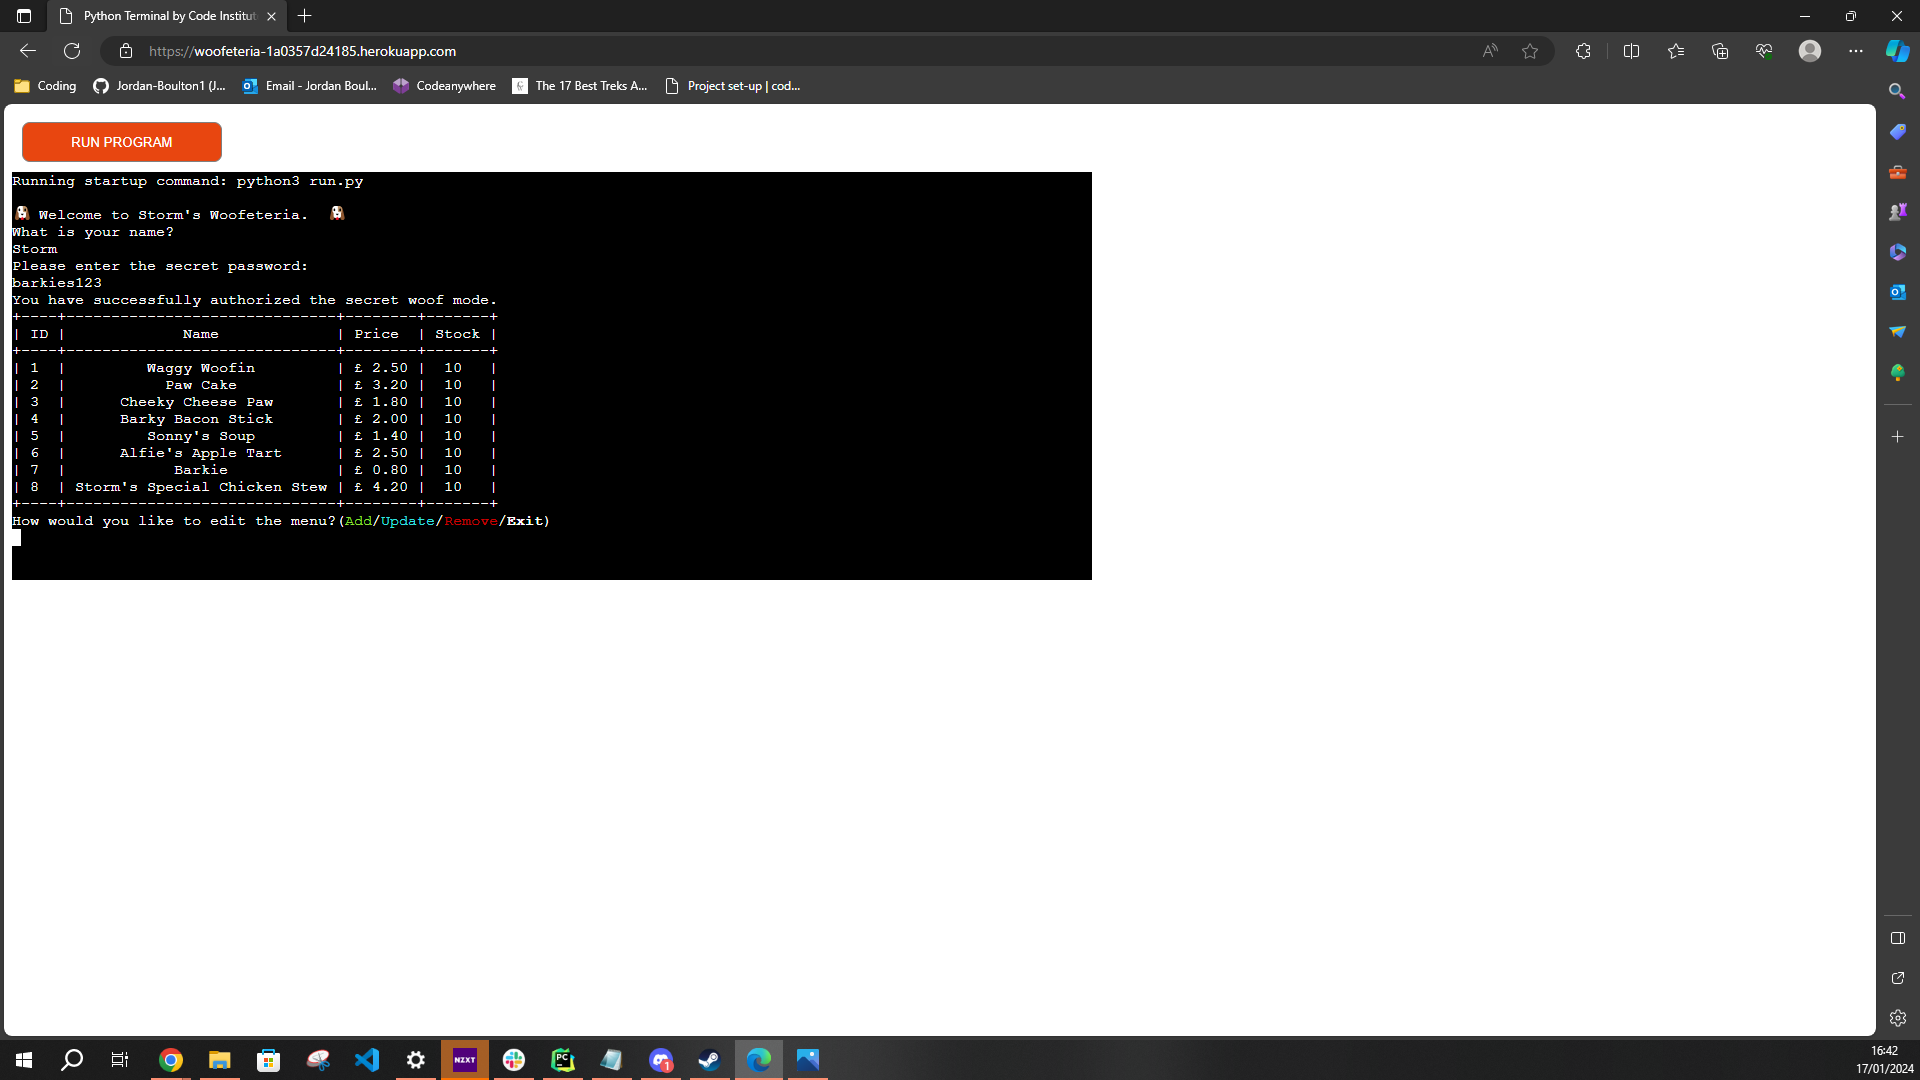 Python Terminal by Code Institut
https://woofeteria-1a0357d24185.herokuapp.com
Coding
Jordan-Boulton1 (J...
Email - Jordan Boul...
Codeanywhere
The 17 Best Treks A...
Project set-up | cod...
RUN PROGRAM
Running startup command: python3 run.py
Welcome to Storm's Woofeteria.
What is your name?
Storm
Please enter the secret password:
barkies123
You have successfully authorized the secret woof mode.
+----+------------------------------+--------+-------+
| ID | Name | Price | Stock |
+----+------------------------------+--------+-------+
| 1 | Waggy Woofin | £ 2.50 | 10 |
| 2 | Paw Cake | £ 3.20 | 10 |
| 3 | Cheeky Cheese Paw | £ 1.80 | 10 |
| 4 | Barky Bacon Stick | £ 2.00 | 10 |
| 5 | Sonny's Soup | £ 1.40 | 10 |
| 6 | Alfie's Apple Tart | £ 2.50 | 10 |
| 7 | Barkie | £ 0.80 | 10 |
| 8 | Storm's Special Chicken Stew | £ 4.20 | 10 |
+----+------------------------------+--------+-------+
How would you like to edit the menu?(Add/Update/Remove/Exit)
NZXT
PC
1
16:42
17/01/2024